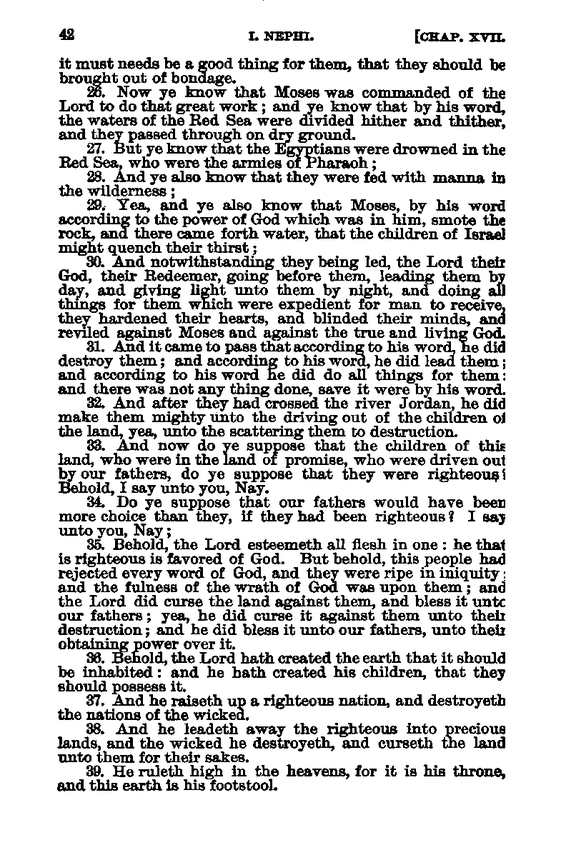 42 I. NEPHI. [CHAP. XVII.
it must needs be a good thing for them, that they should be
brought out of bondage.
26. Now ye know that Moses was commanded of the
Lord to do that great work; and ye know that by his word,
the waters of the Red Sea were divided hither and thither,
and they passed through on dry ground.
27. But ye know that the Egyptians were drowned in the
Red Sea, who were the armies of Pharaoh;
28. And ye also know that they were fed with manna in
the wilderness;
29. Yea, and ye also know that Moses, by his word
according to the power of God which was in him, smote the
rock, and there came forth water, that the children of Israel
might quench their thirst;
30. And notwithstanding they being led, the Lord their
God, their Redeemer, going before them, leading them by
day, and giving light unto them by night, and doing all
things for them which were expedient for man to receive,
they hardened their hearts, and blinded their minds, and
reviled against Moses and against the true and living God.
31. And it came to pass that according to his word, he did
destroy them; and according to his word, he did lead them;
and according to his word he did do all things for them:
and there was not any thing done, save it were by his word.
32. And after they had crossed the river Jordan, he did
make them mighty unto the driving out of the children of
the land, yea, unto the scattering them to destruction.
33. And now do ye suppose that the children of this
land, who were in the land of promise, who were driven out
by our fathers, do ye suppose that they were righteous?
Behold, I say unto you, Nay.
34. Do ye suppose that our fathers would have been
more choice than they, if they had been righteous? I say
unto you, Nay;
35. Behold, the Lord esteemeth all flesh in one: he that
is righteous is favored of God. But behold, this people had
rejected every word of God, and they were ripe in iniquity;
and the fulness of the wrath of God was upon them; and
the Lord did curse the land against them, and bless it unto
our fathers; yea, he did curse it against them unto their
destruction; and he did bless it unto our fathers, unto their
obtaining power over it.
36. Behold, the Lord hath created the earth that it should
be inhabited: and he hath created his children, that they
should possess it.
37. And he raiseth up a righteous nation, and destroyeth
the nations of the wicked.
38. And he leadeth away the righteous into precious
lands, and the wicked he destroyeth, and curseth the land
unto them for their sakes.
39. He ruleth high in the heavens, for it is his throne,
and this earth is his footstool.